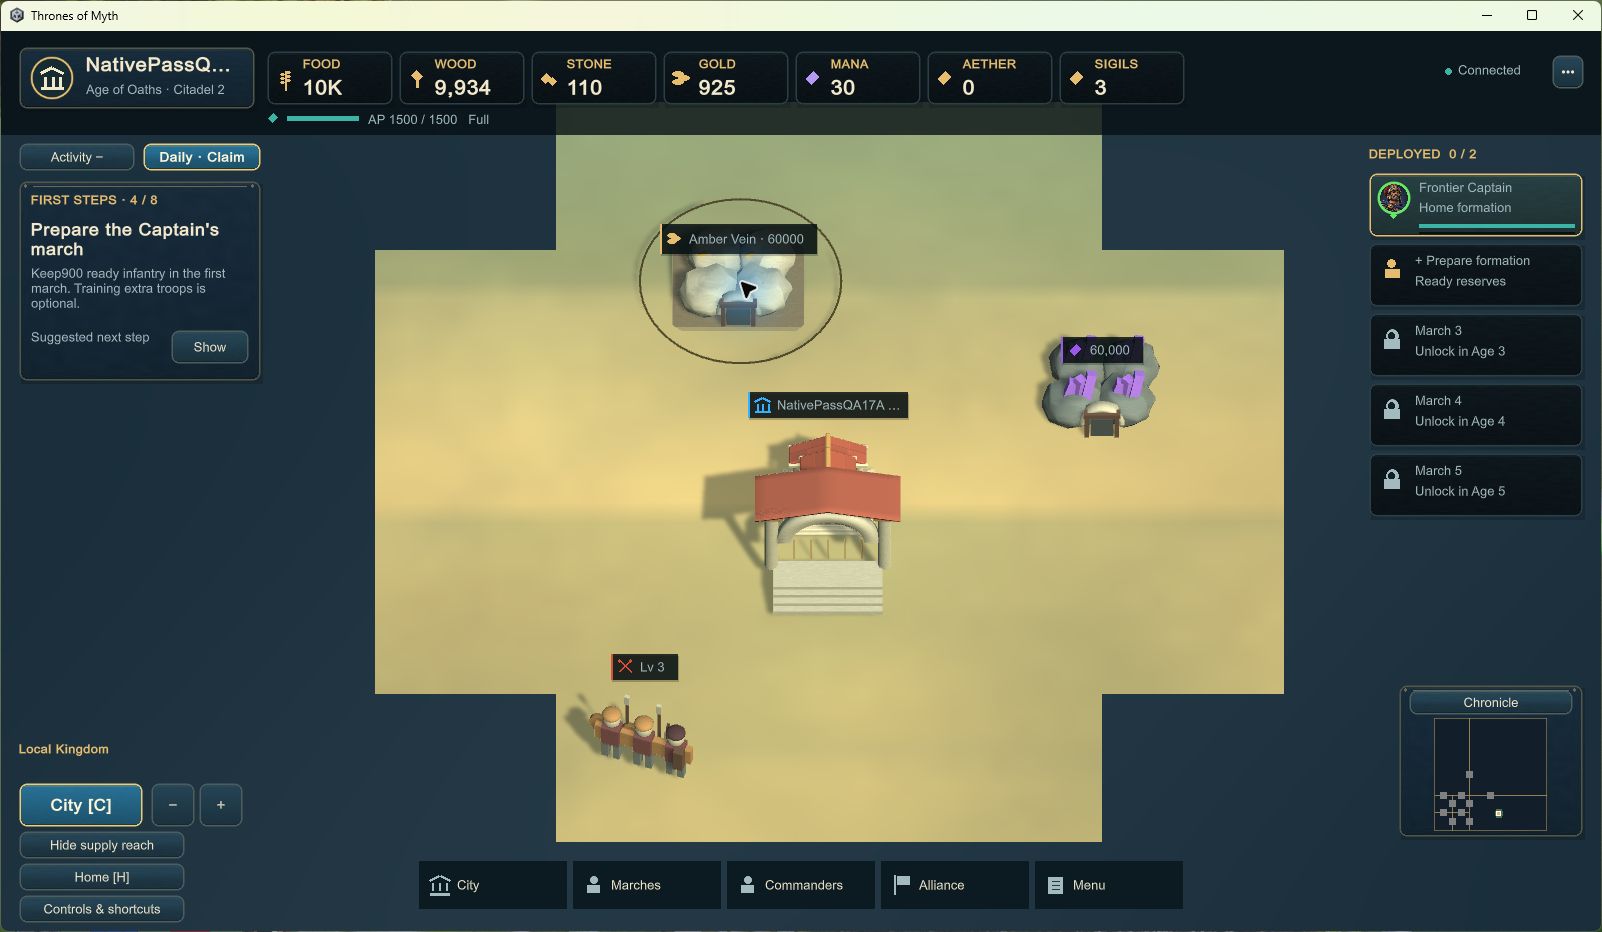 Thrones of Myth
NativePassQ...
Age of Oaths · Citadel 2
FOOD
10K
WOOD
9,934
STONE
110
GOLD
925
MANA
30
AETHER
0
SIGILS
3
Connected
AP 1500 / 1500 Full
Activity –
Daily · Claim
FIRST STEPS · 4 / 8
Prepare the Captain's
march
Keep900 ready infantry in the first
march. Training extra troops is
optional.
Suggested next step
Show
Amber Vein · 60000
60,000
NativePassQA17A ...
Lv 3
DEPLOYED 0 / 2
Frontier Captain
Home formation
+ Prepare formation
Ready reserves
March 3
Unlock in Age 3
March 4
Unlock in Age 4
March 5
Unlock in Age 5
Chronicle
Local Kingdom
City [C]
–
+
Hide supply reach
Home [H]
Controls & shortcuts
City
Marches
Commanders
Alliance
Menu